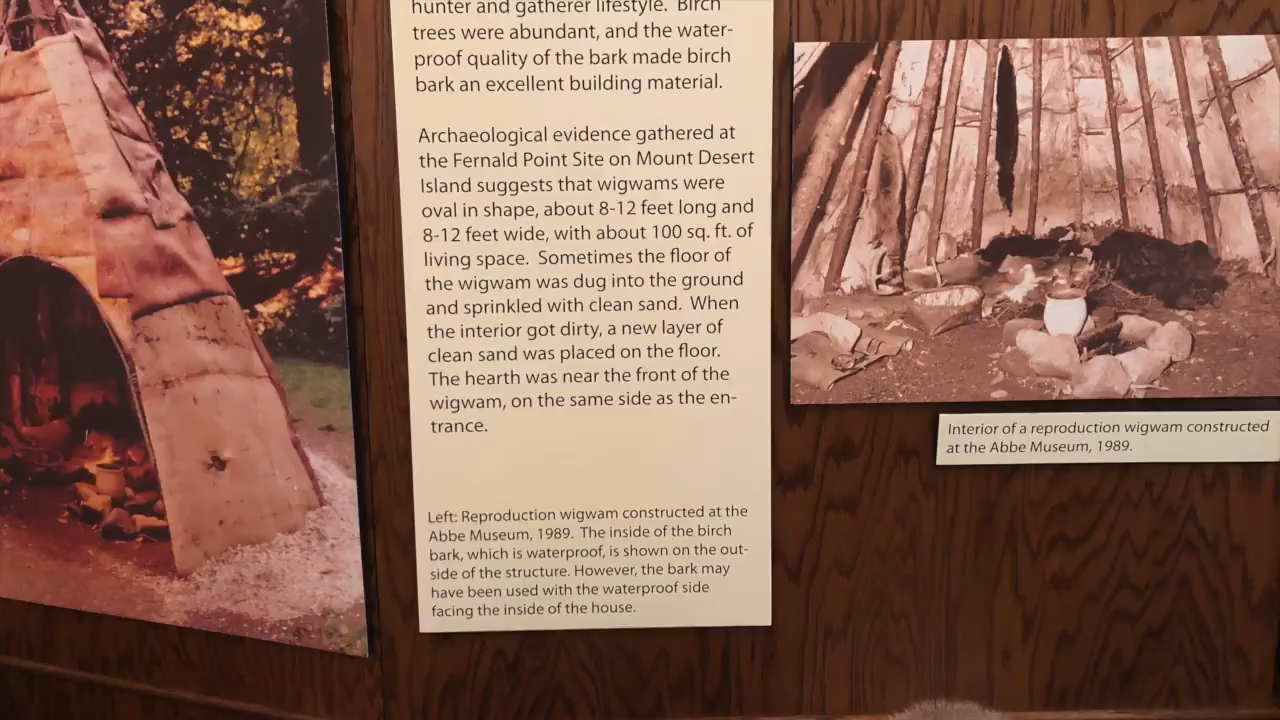 hunter and gatherer lifestyle. Birch
trees were abundant, and the water-
proof quality of the bark made birch
bark an excellent building material.
Archaeological evidence gathered at
the Fernald Point Site on Mount Desert
Island suggests that wigwams were
oval in shape, about 8-12 feet long and
8-12 feet wide, with about 100 sq. ft. of
living space. Sometimes the floor of
the wigwam was dug into the ground
and sprinkled with clean sand. When
the interior got dirty, a new layer of
clean sand was placed on the floor.
The hearth was near the front of the
wigwam, on the same side as the en-
trance.
Left: Reproduction wigwam constructed at the
Abbe Museum, 1989. The inside of the birch
bark, which is waterproof, is shown on the out-
side of the structure. However, the bark may
have been used with the waterproof side
facing the inside of the house.
Interior of a reproduction wigwam constructed
at the Abbe Museum, 1989.